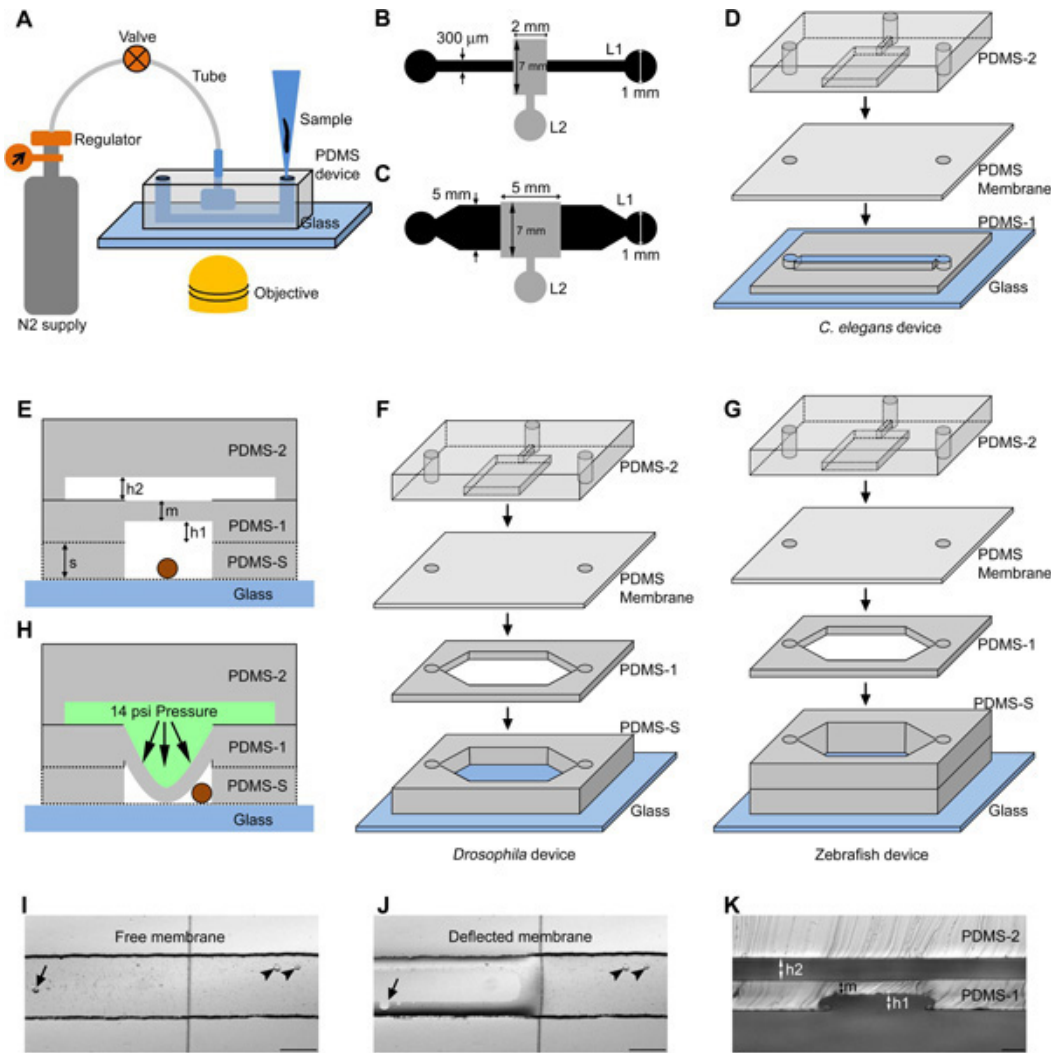 A
Valve
Tube
Regulator
Sample
PDMS
device
Glass
Objective
N2 supply
B
2 mm
300 μm
7 mm
L1
1 mm
L2
C
5 mm
5 mm
7 mm
L1
1 mm
L2
D
PDMS-2
PDMS
Membrane
PDMS-1
Glass
C. elegans device
E
PDMS-2
h2
m
h1
PDMS-1
s
PDMS-S
Glass
F
PDMS-2
PDMS
Membrane
PDMS-1
PDMS-S
Glass
Drosophila device
G
PDMS-2
PDMS
Membrane
PDMS-1
PDMS-S
Glass
Zebrafish device
H
PDMS-2
14 psi Pressure
PDMS-1
PDMS-S
Glass
I
Free membrane
J
Deflected membrane
K
PDMS-2
h2
m
h1
PDMS-1